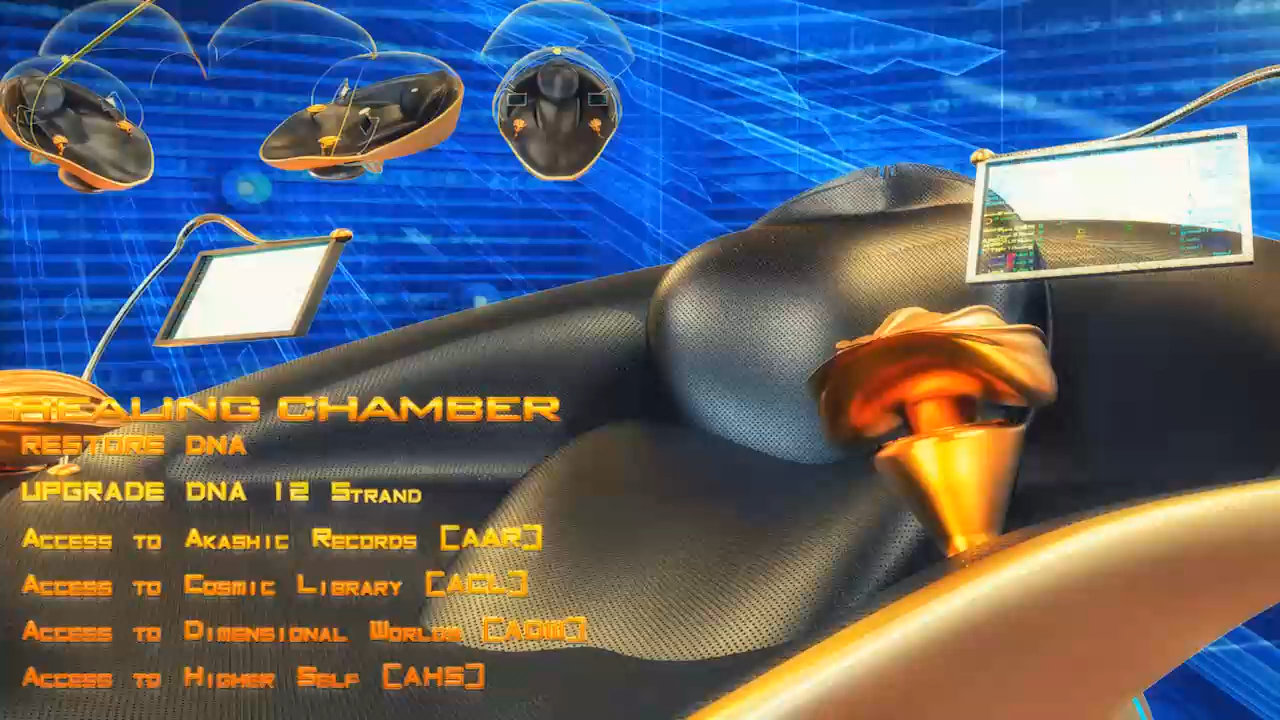 HEALING CHAMBER
RESTORE DNA
UPGRADE DNA 12 STRAND
ACCESS TO AKASHIC RECORDS [AAR]
ACCESS TO COSMIC LIBRARY [ACL]
ACCESS TO DIMENSIONAL WORLDS [ADW]
ACCESS TO HIGHER SELF [AHS]